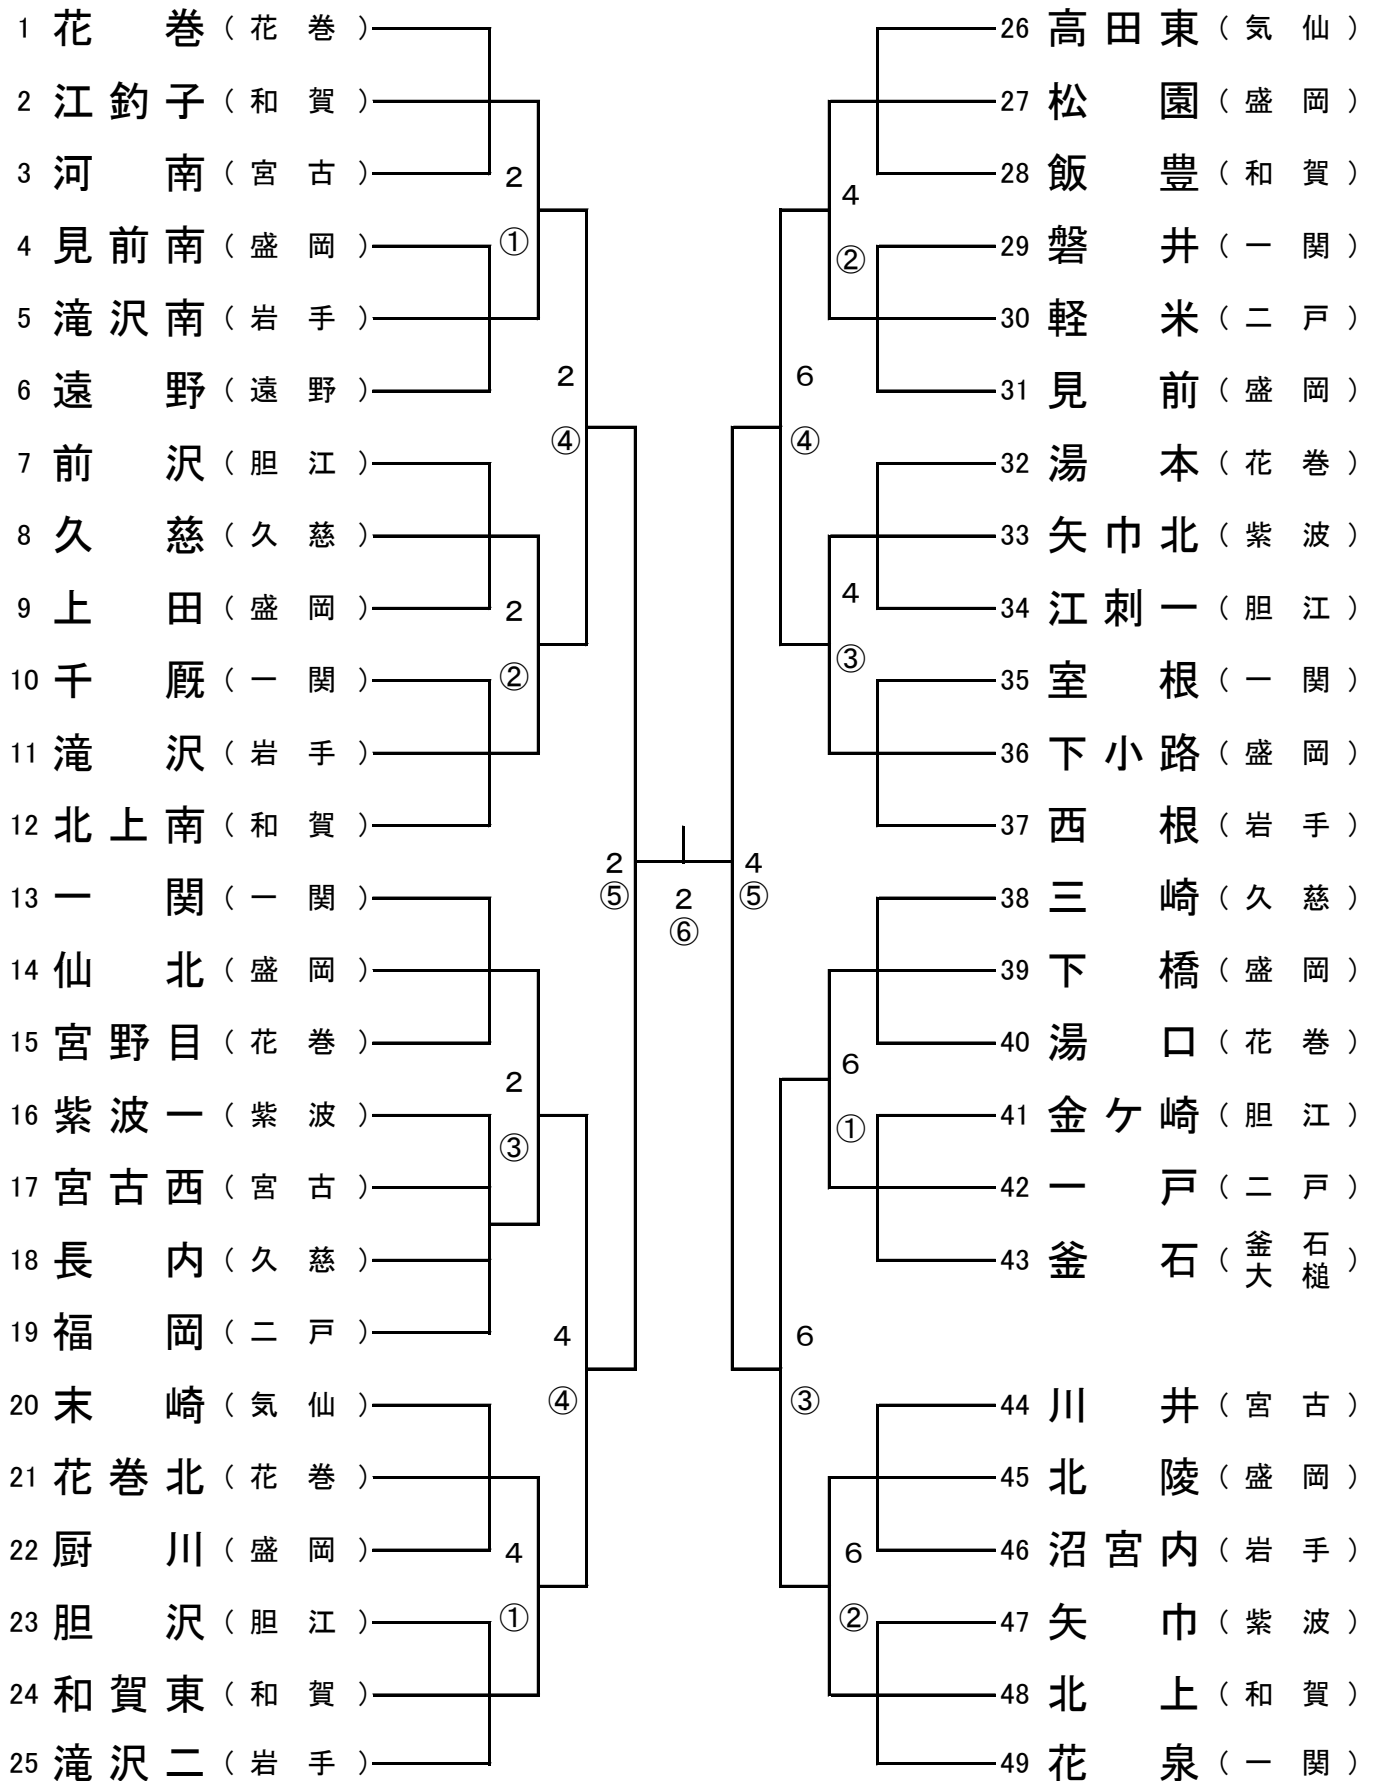 1 花巻（花巻）
2 江釣子（和賀）
3 河南（宮古）
4 見前南（盛岡）
5 滝沢南（岩手）
6 遠野（遠野）
7 前沢（胆江）
8 久慈（久慈）
9 上田（盛岡）
10 千厩（一関）
11 滝沢（岩手）
12 北上南（和賀）
13 一関（一関）
14 仙北（盛岡）
15 宮野目（花巻）
16 紫波一（紫波）
17 宮古西（宮古）
18 長内（久慈）
19 福岡（二戸）
20 末崎（気仙）
21 花巻北（花巻）
22 厨川（盛岡）
23 胆沢（胆江）
24 和賀東（和賀）
25 滝沢二（岩手）
2
①
2
④
2
②
2
③
4
④
4
①
2
⑤
2
⑥
4
⑤
4
②
6
④
4
③
6
①
6
③
6
②
26 高田東（気仙）
27 松園（盛岡）
28 飯豊（和賀）
29 磐井（一関）
30 軽米（二戸）
31 見前（盛岡）
32 湯本（花巻）
33 矢巾北（紫波）
34 江刺一（胆江）
35 室根（一関）
36 下小路（盛岡）
37 西根（岩手）
38 三崎（久慈）
39 下橋（盛岡）
40 湯口（花巻）
41 金ケ崎（胆江）
42 一戸（二戸）
43 釜石（釜石大槌）
44 川井（宮古）
45 北陵（盛岡）
46 沼宮内（岩手）
47 矢巾（紫波）
48 北上（和賀）
49 花泉（一関）